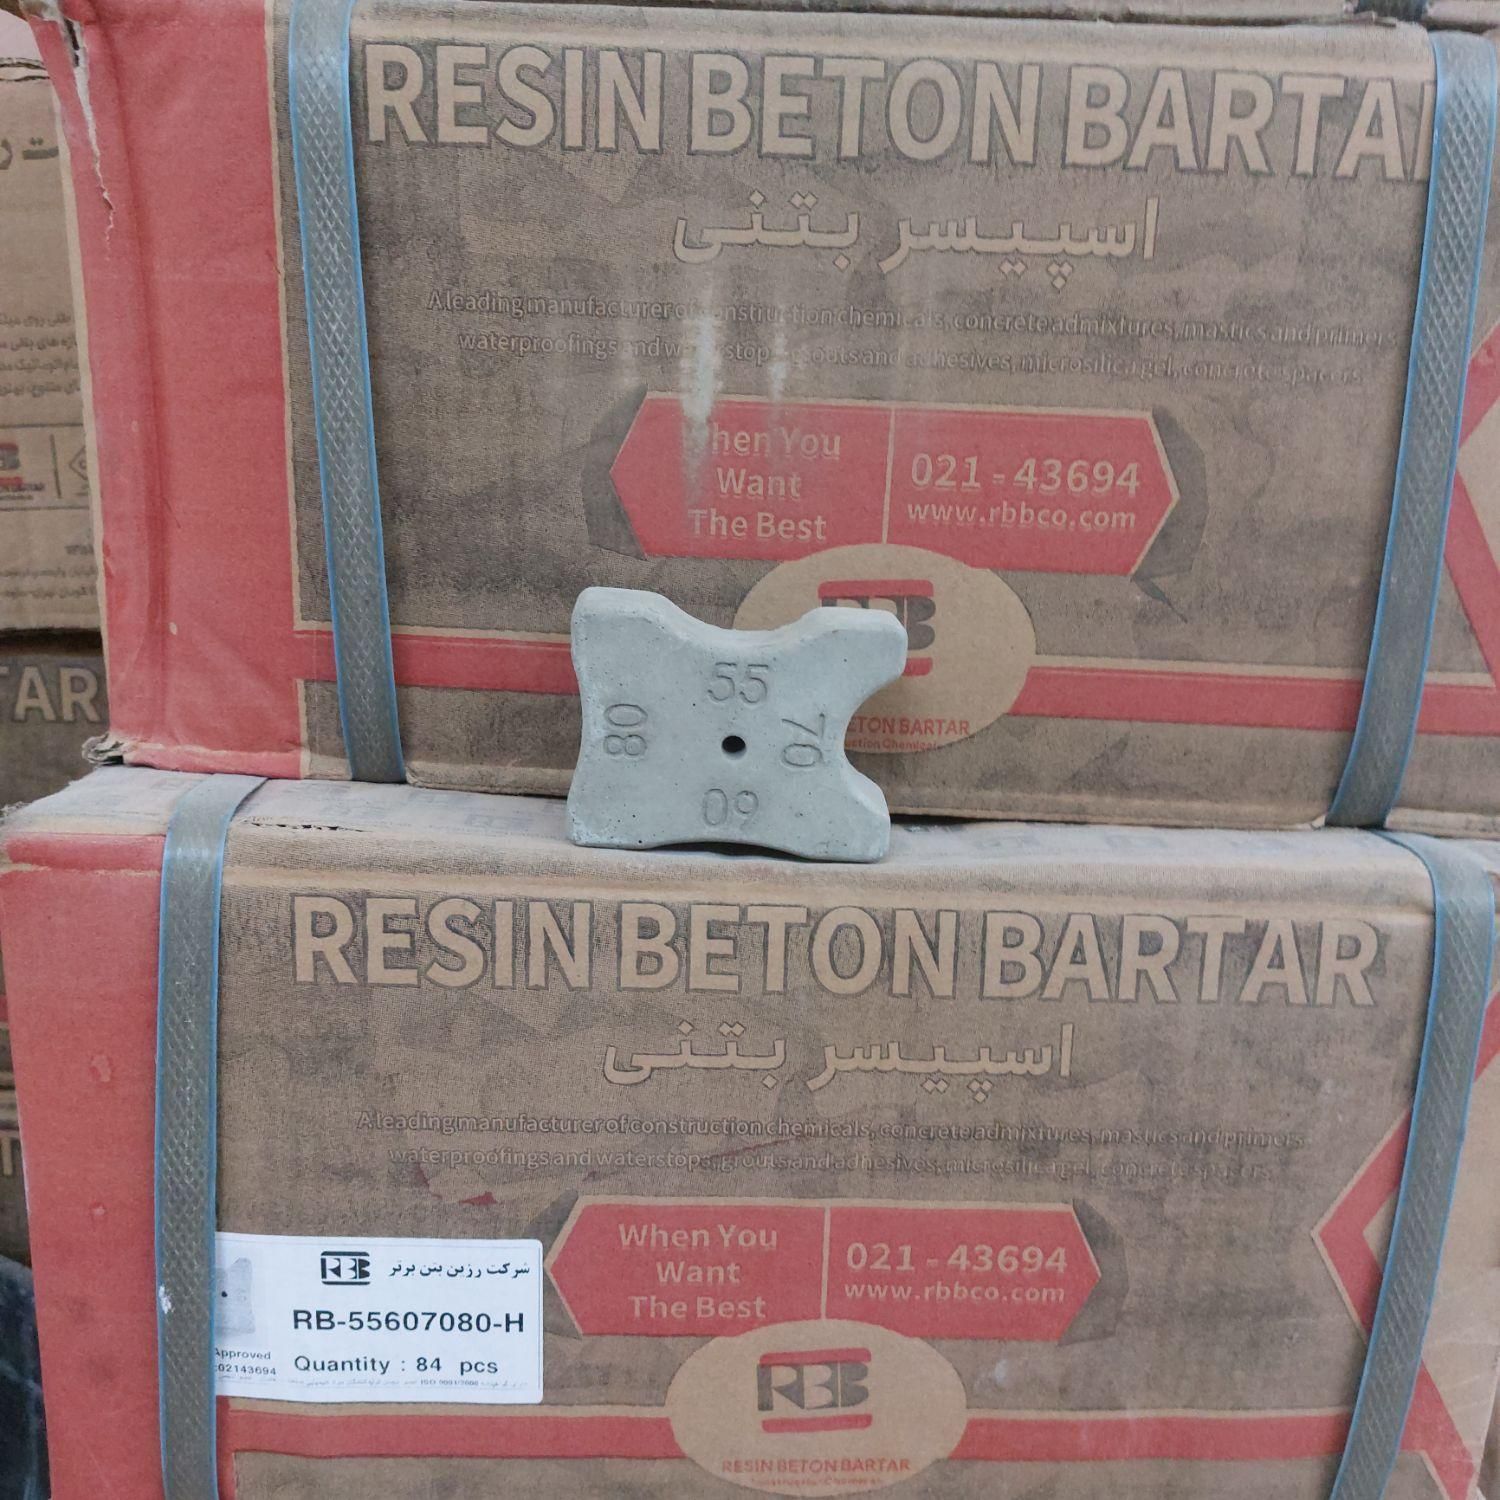 RESIN BETON BARTAR
اسپیسر بتنی
A leading manufacturer of construction chemicals, concrete admixtures, mastics and primers
waterproofings and waterstops, grouts and adhesives, microsilica gel, concrete spacers
When You
Want
The Best
021 - 43694
www.rbbco.com
RBB
ETON BARTAR
55
80
70
60
TAR
RESIN BETON BARTAR
اسپیسر بتنی
A leading manufacturer of construction chemicals, concrete admixtures, mastics and primers
waterproofings and waterstops, grouts and adhesives, microsilica gel, concrete spacers
When You
Want
The Best
021 - 43694
www.rbbco.com
RBB شرکت رزین بتن برتر
RB-55607080-H
Approved
02143694
Quantity : 84 pcs
RBB
RESIN BETON BARTAR